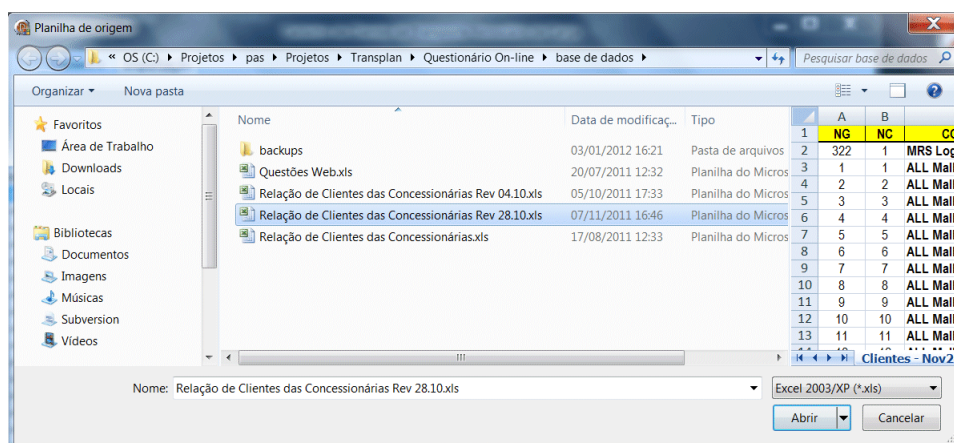 Planilha de origem
« OS (C:) Projetos pas Projetos Transplan Questionário On-line base de dados
Pesquisar base de dados
Organizar Nova pasta
Favoritos
Área de Trabalho
Downloads
Locais
Bibliotecas
Documentos
Imagens
Músicas
Subversion
Vídeos
Nome Data de modificaç... Tipo
backups 03/01/2012 16:21 Pasta de arquivos
Questões Web.xls 20/07/2011 12:32 Planilha do Micros
Relação de Clientes das Concessionárias Rev 04.10.xls 05/10/2011 17:33 Planilha do Micros
Relação de Clientes das Concessionárias Rev 28.10.xls 07/11/2011 16:46 Planilha do Micros
Relação de Clientes das Concessionárias.xls 17/08/2011 12:33 Planilha do Micros
A B
1 NG NC CO
2 322 1 MRS Log
3 1 1 ALL Mall
4 2 2 ALL Mall
5 3 3 ALL Mall
6 4 4 ALL Mall
7 5 5 ALL Mall
8 6 6 ALL Mall
9 7 7 ALL Mall
10 8 8 ALL Mall
11 9 9 ALL Mall
12 10 10 ALL Mall
13 11 11 ALL Mall
Clientes - Nov2
Nome: Relação de Clientes das Concessionárias Rev 28.10.xls
Excel 2003/XP (*.xls)
Abrir Cancelar